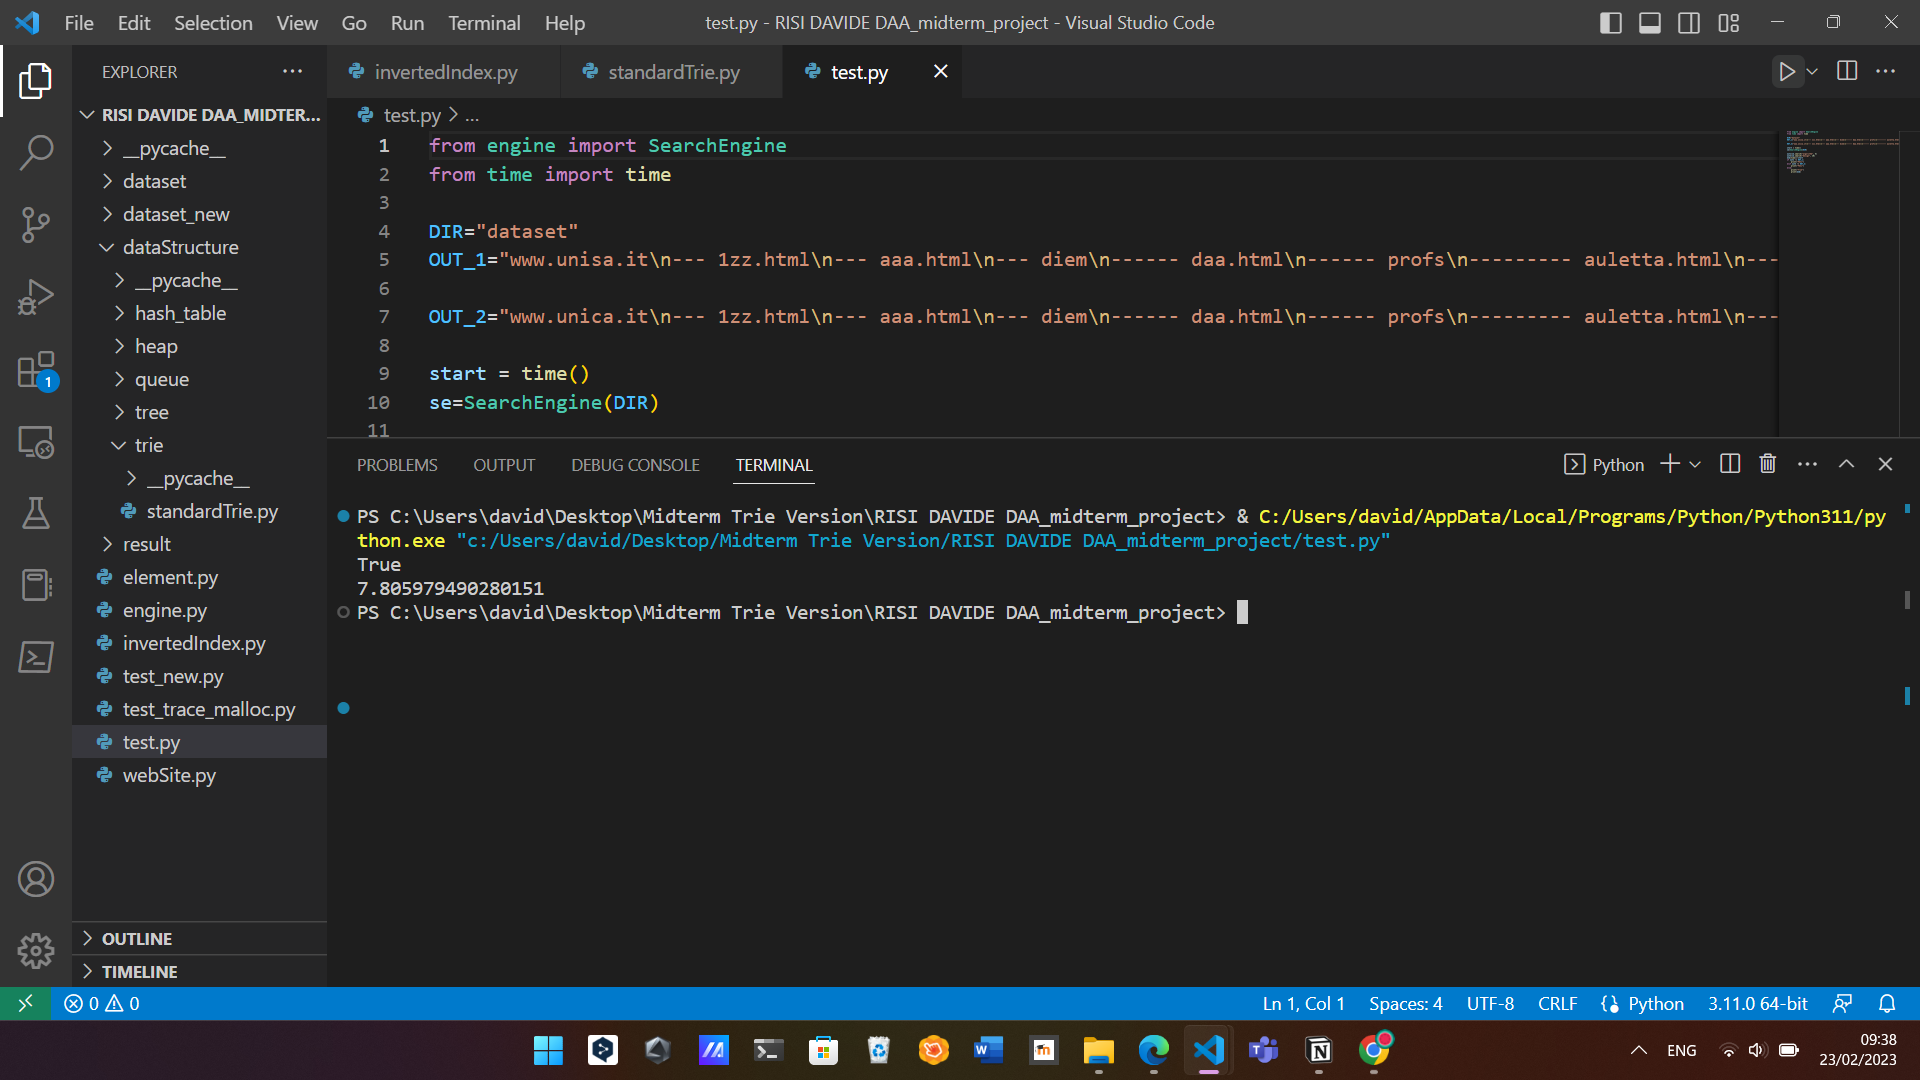 File Edit Selection View Go Run Terminal Help
test.py - RISI DAVIDE DAA_midterm_project - Visual Studio Code
EXPLORER
RISI DAVIDE DAA_MIDTER...
__pycache__
dataset
dataset_new
dataStructure
__pycache__
hash_table
heap
queue
tree
trie
__pycache__
standardTrie.py
result
element.py
engine.py
invertedIndex.py
test_new.py
test_trace_malloc.py
test.py
webSite.py
OUTLINE
TIMELINE
1
invertedIndex.py standardTrie.py test.py
test.py > ...
1 from engine import SearchEngine
2 from time import time
3
4 DIR="dataset"
5 OUT_1="www.unisa.it\n--- 1zz.html\n--- aaa.html\n--- diem\n------ daa.html\n------ profs\n--------- auletta.html\n---
6
7 OUT_2="www.unica.it\n--- 1zz.html\n--- aaa.html\n--- diem\n------ daa.html\n------ profs\n--------- auletta.html\n---
8
9 start = time()
10 se=SearchEngine(DIR)
11
PROBLEMS OUTPUT DEBUG CONSOLE TERMINAL
Python
PS C:\Users\david\Desktop\Midterm Trie Version\RISI DAVIDE DAA_midterm_project> & C:/Users/david/AppData/Local/Programs/Python/Python311/py
thon.exe "c:/Users/david/Desktop/Midterm Trie Version/RISI DAVIDE DAA_midterm_project/test.py"
True
7.805979490280151
PS C:\Users\david\Desktop\Midterm Trie Version\RISI DAVIDE DAA_midterm_project>
0 0
Ln 1, Col 1 Spaces: 4 UTF-8 CRLF Python 3.11.0 64-bit
ENG
09:38
23/02/2023